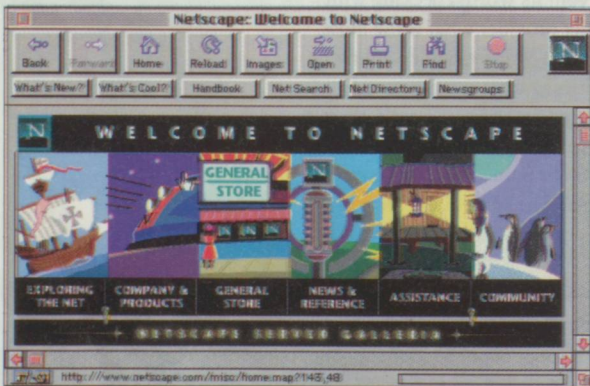 Netscape: Welcome to Netscape
Back Forward Home Reload Images Open Print Find Stop N
What's New? What's Cool? Handbook Net Search Net Directory Newsgroups
N WELCOME TO NETSCAPE
GENERAL
STORE
N
EXPLORING
THE NET
COMPANY &
PRODUCTS
GENERAL
STORE
NEWS &
REFERENCE
ASSISTANCE
COMMUNITY
NETSCAPE SERVER GALLERIA
http://www.netscape.com/misc/home.map?143,48